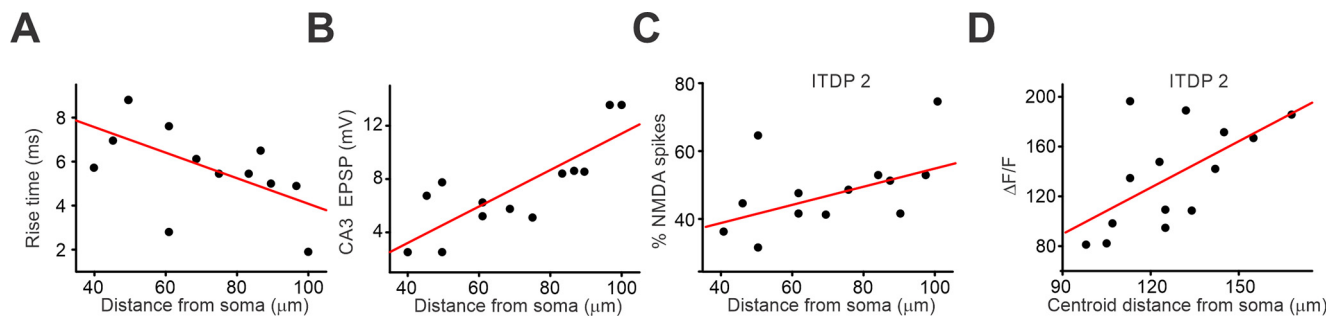 A
B
C
D
Rise time (ms)
8
6
4
2
40 60 80 100
Distance from soma (μm)
CA3 EPSP (mV)
12
8
4
40 60 80 100
Distance from soma (μm)
ITDP 2
% NMDA spikes
80
60
40
40 60 80 100
Distance from soma (μm)
ITDP 2
ΔF/F
200
160
120
80
90 120 150
Centroid distance from soma (μm)